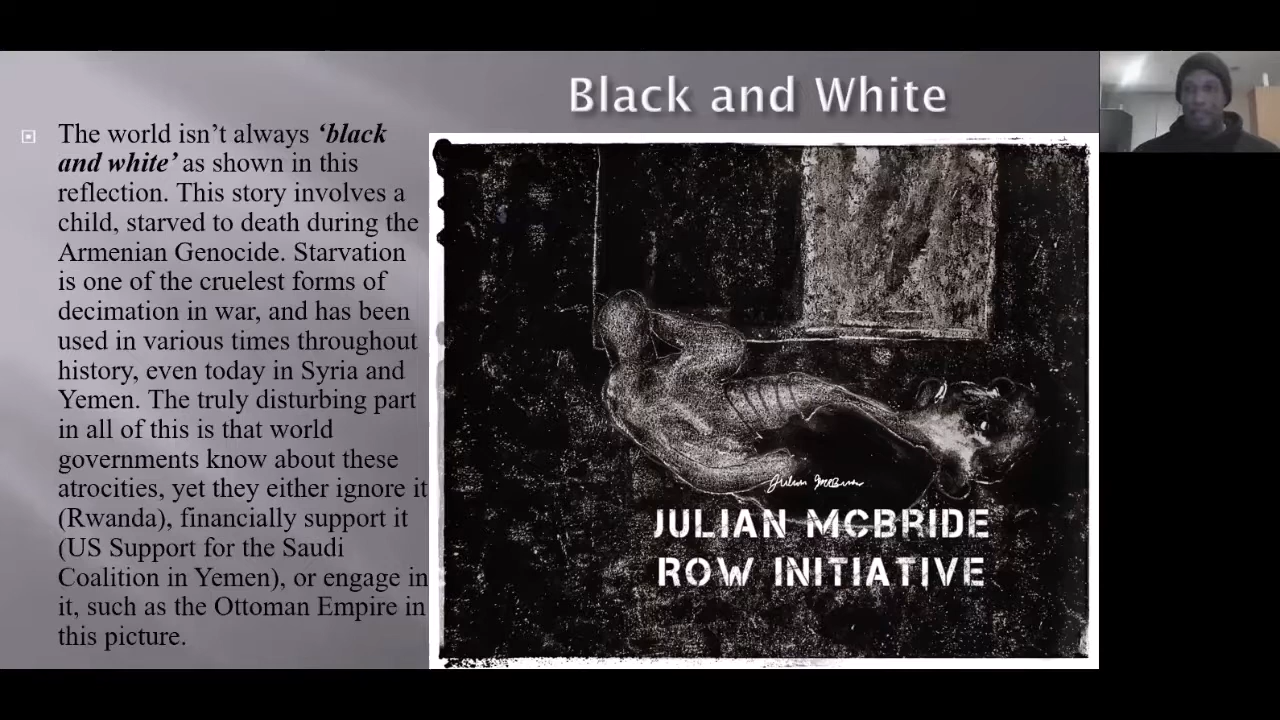 Black and White
The world isn’t always ‘black
and white’ as shown in this
reflection. This story involves a
child, starved to death during the
Armenian Genocide. Starvation
is one of the cruelest forms of
decimation in war, and has been
used in various times throughout
history, even today in Syria and
Yemen. The truly disturbing part
in all of this is that world
governments know about these
atrocities, yet they either ignore it
(Rwanda), financially support it
(US Support for the Saudi
Coalition in Yemen), or engage in
it, such as the Ottoman Empire in
this picture.
Julian McBride
JULIAN MCBRIDE
ROW INITIATIVE